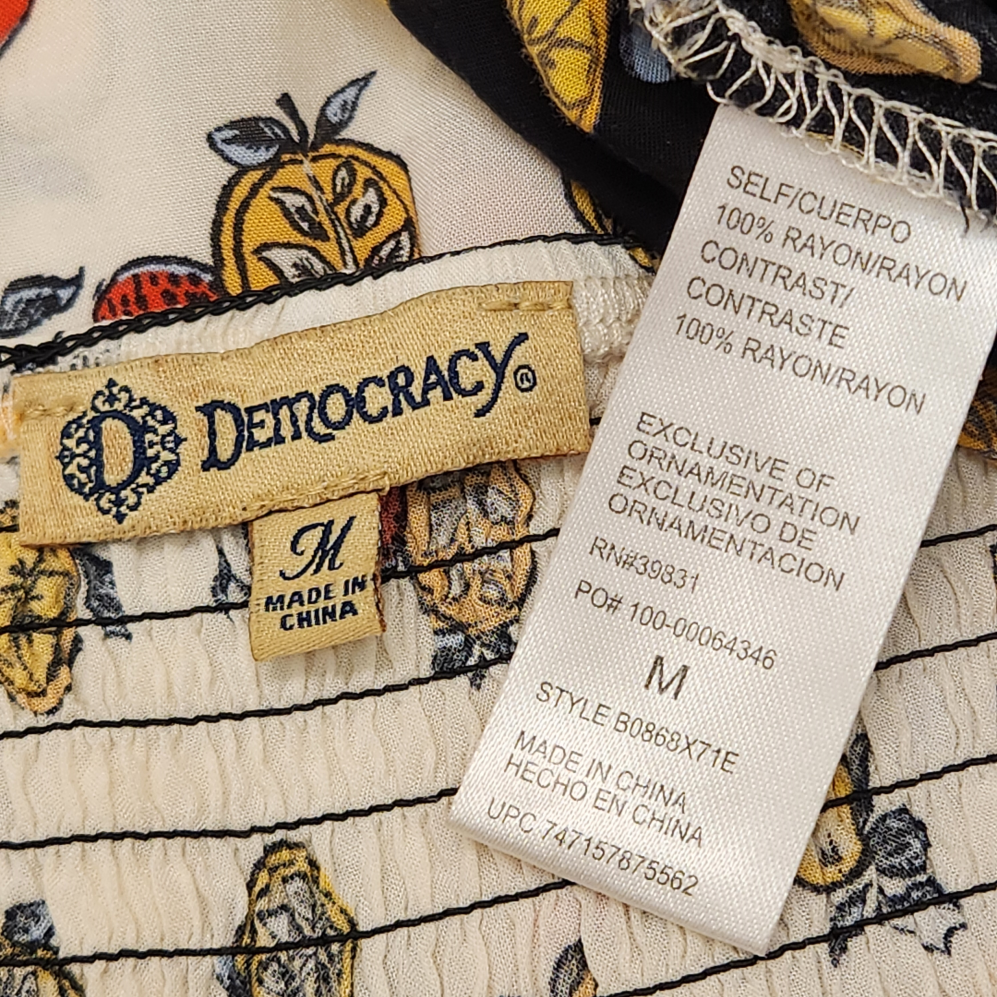 D DEMOCRACY®
M
MADE IN
CHINA
SELF/CUERPO
100% RAYON/RAYON
CONTRAST/
CONTRASTE
100% RAYON/RAYON
EXCLUSIVE OF
ORNAMENTATION
EXCLUSIVO DE
ORNAMENTACION
RN#39831
PO# 100-00064346
M
STYLE B0868X71E
MADE IN CHINA
HECHO EN CHINA
UPC 747157875562